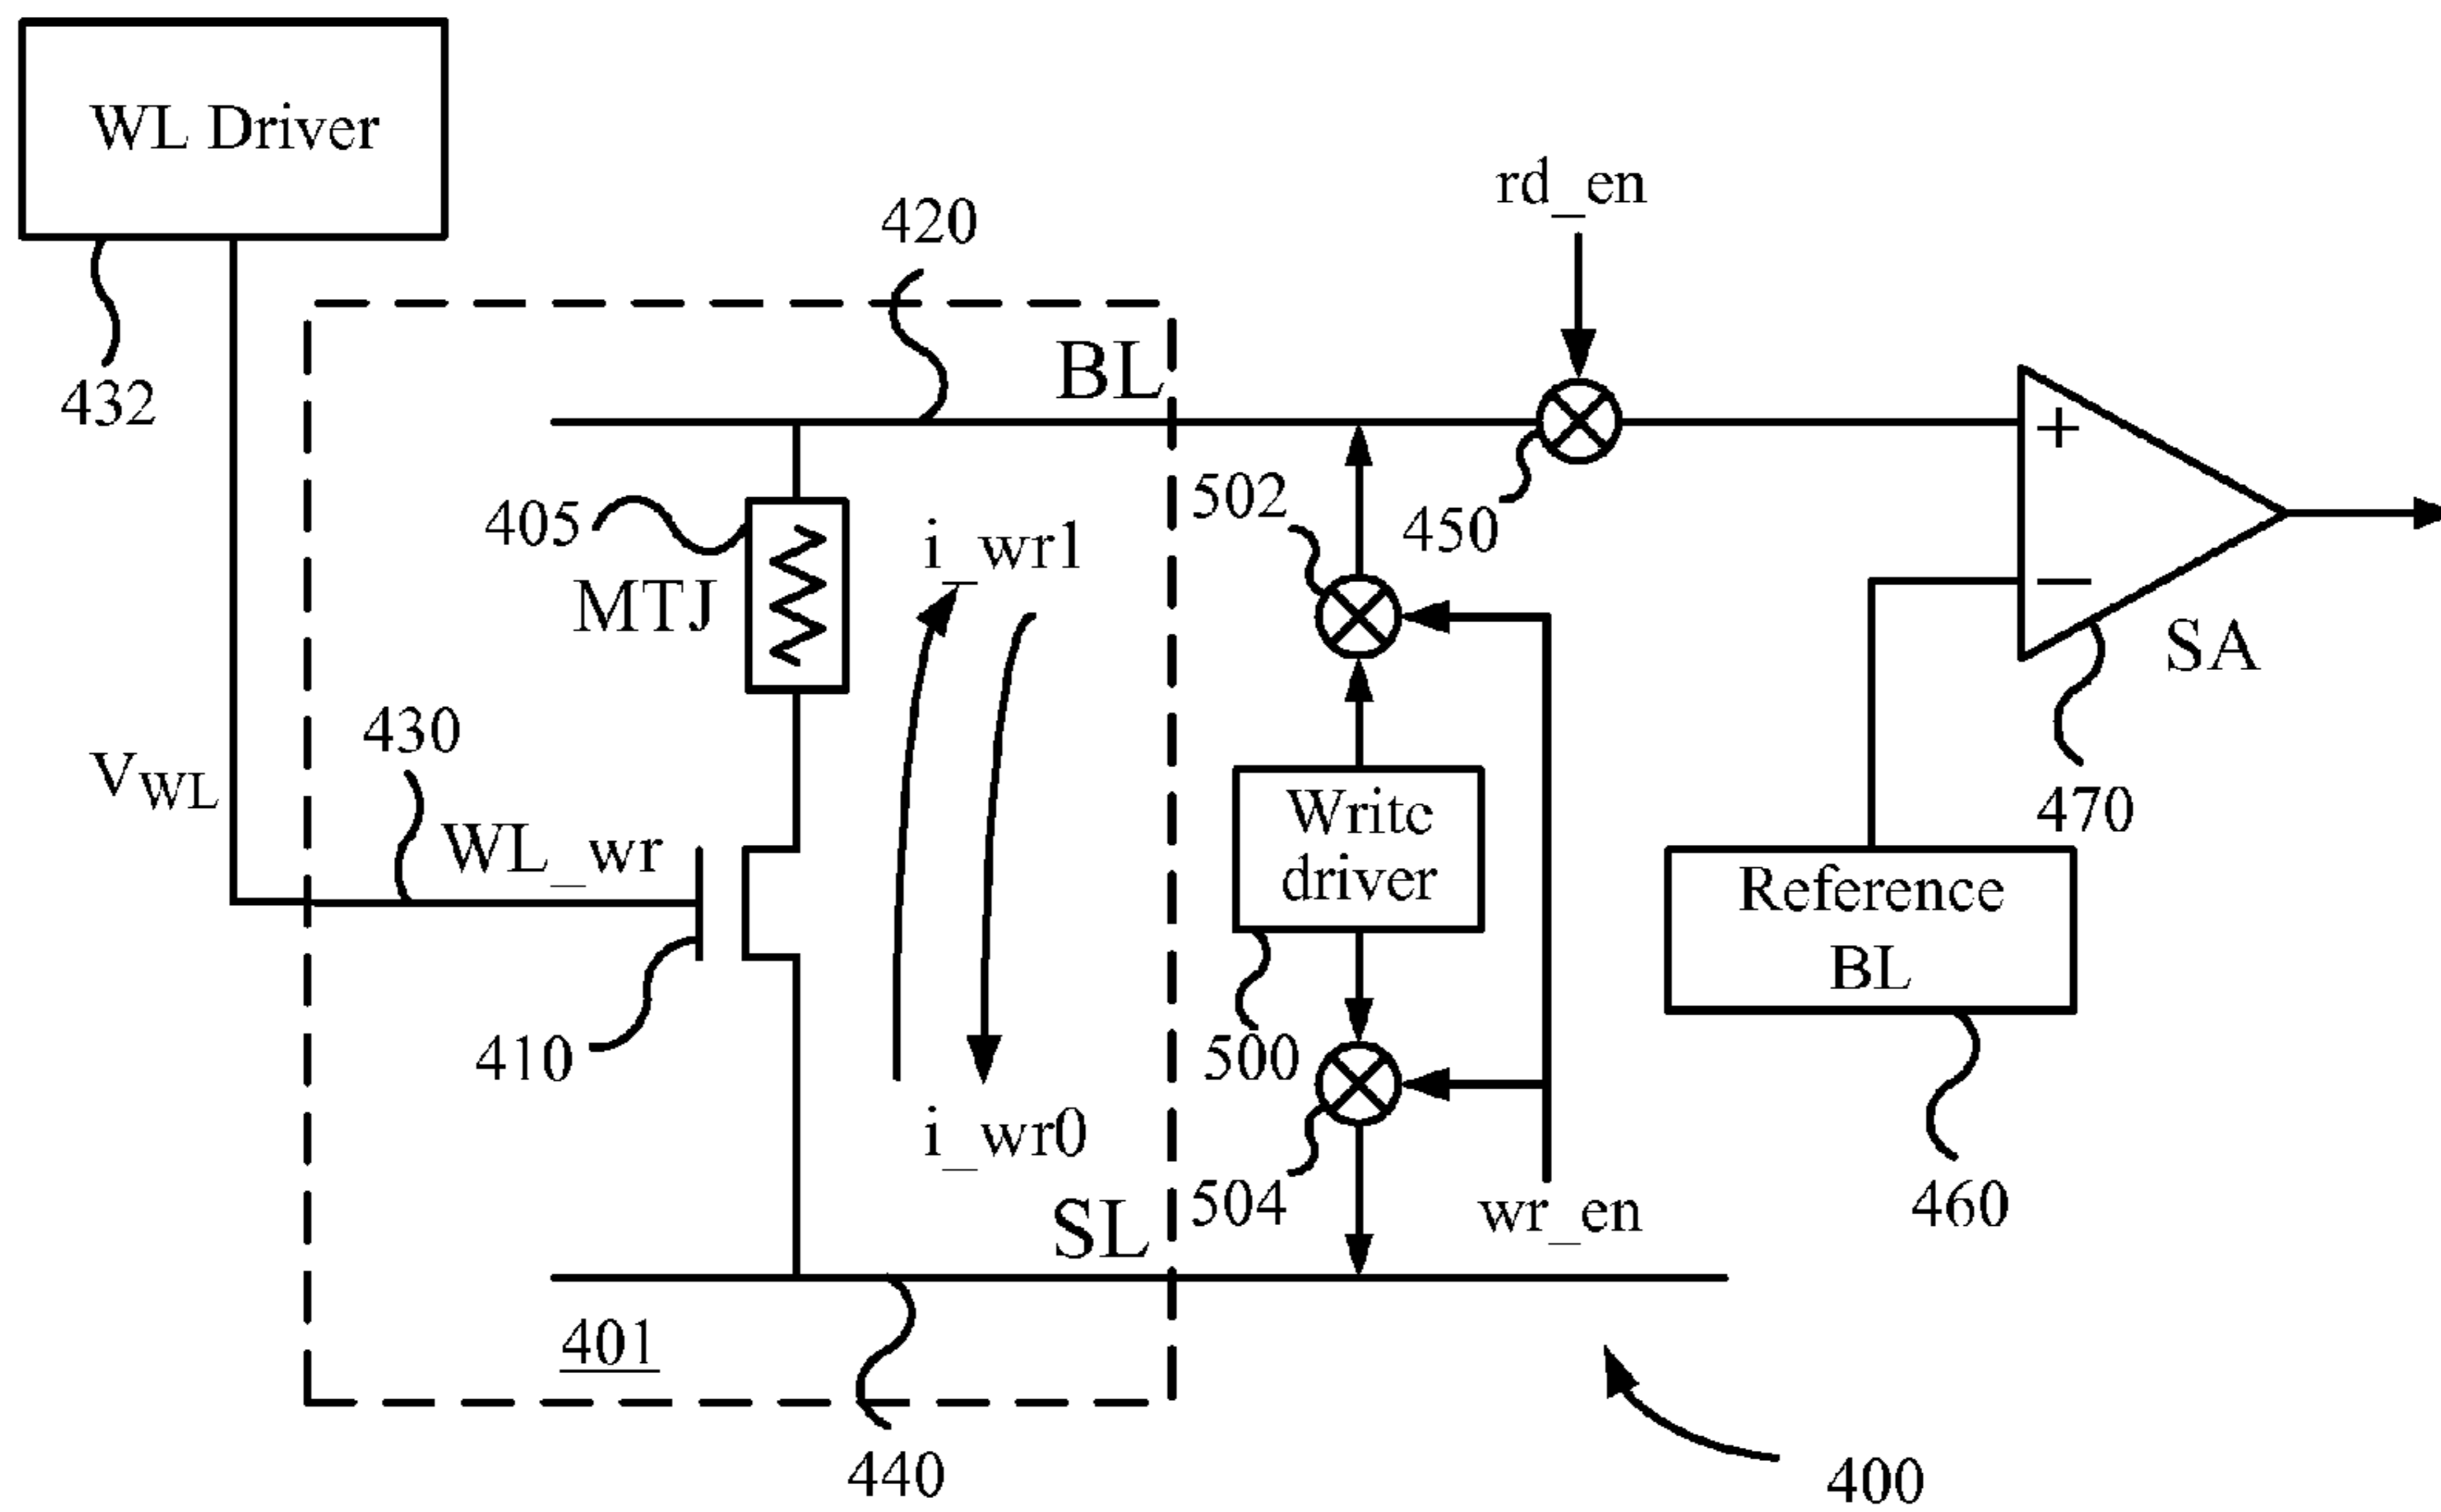 WL Driver
432
420
rd_en
BL
+
405
MTJ
i_wr1
502
450
−
SA
470
430
VWL
WL_wr
410
Write
driver
500
Reference
BL
460
i_wr0
504
wr_en
SL
401
440
400